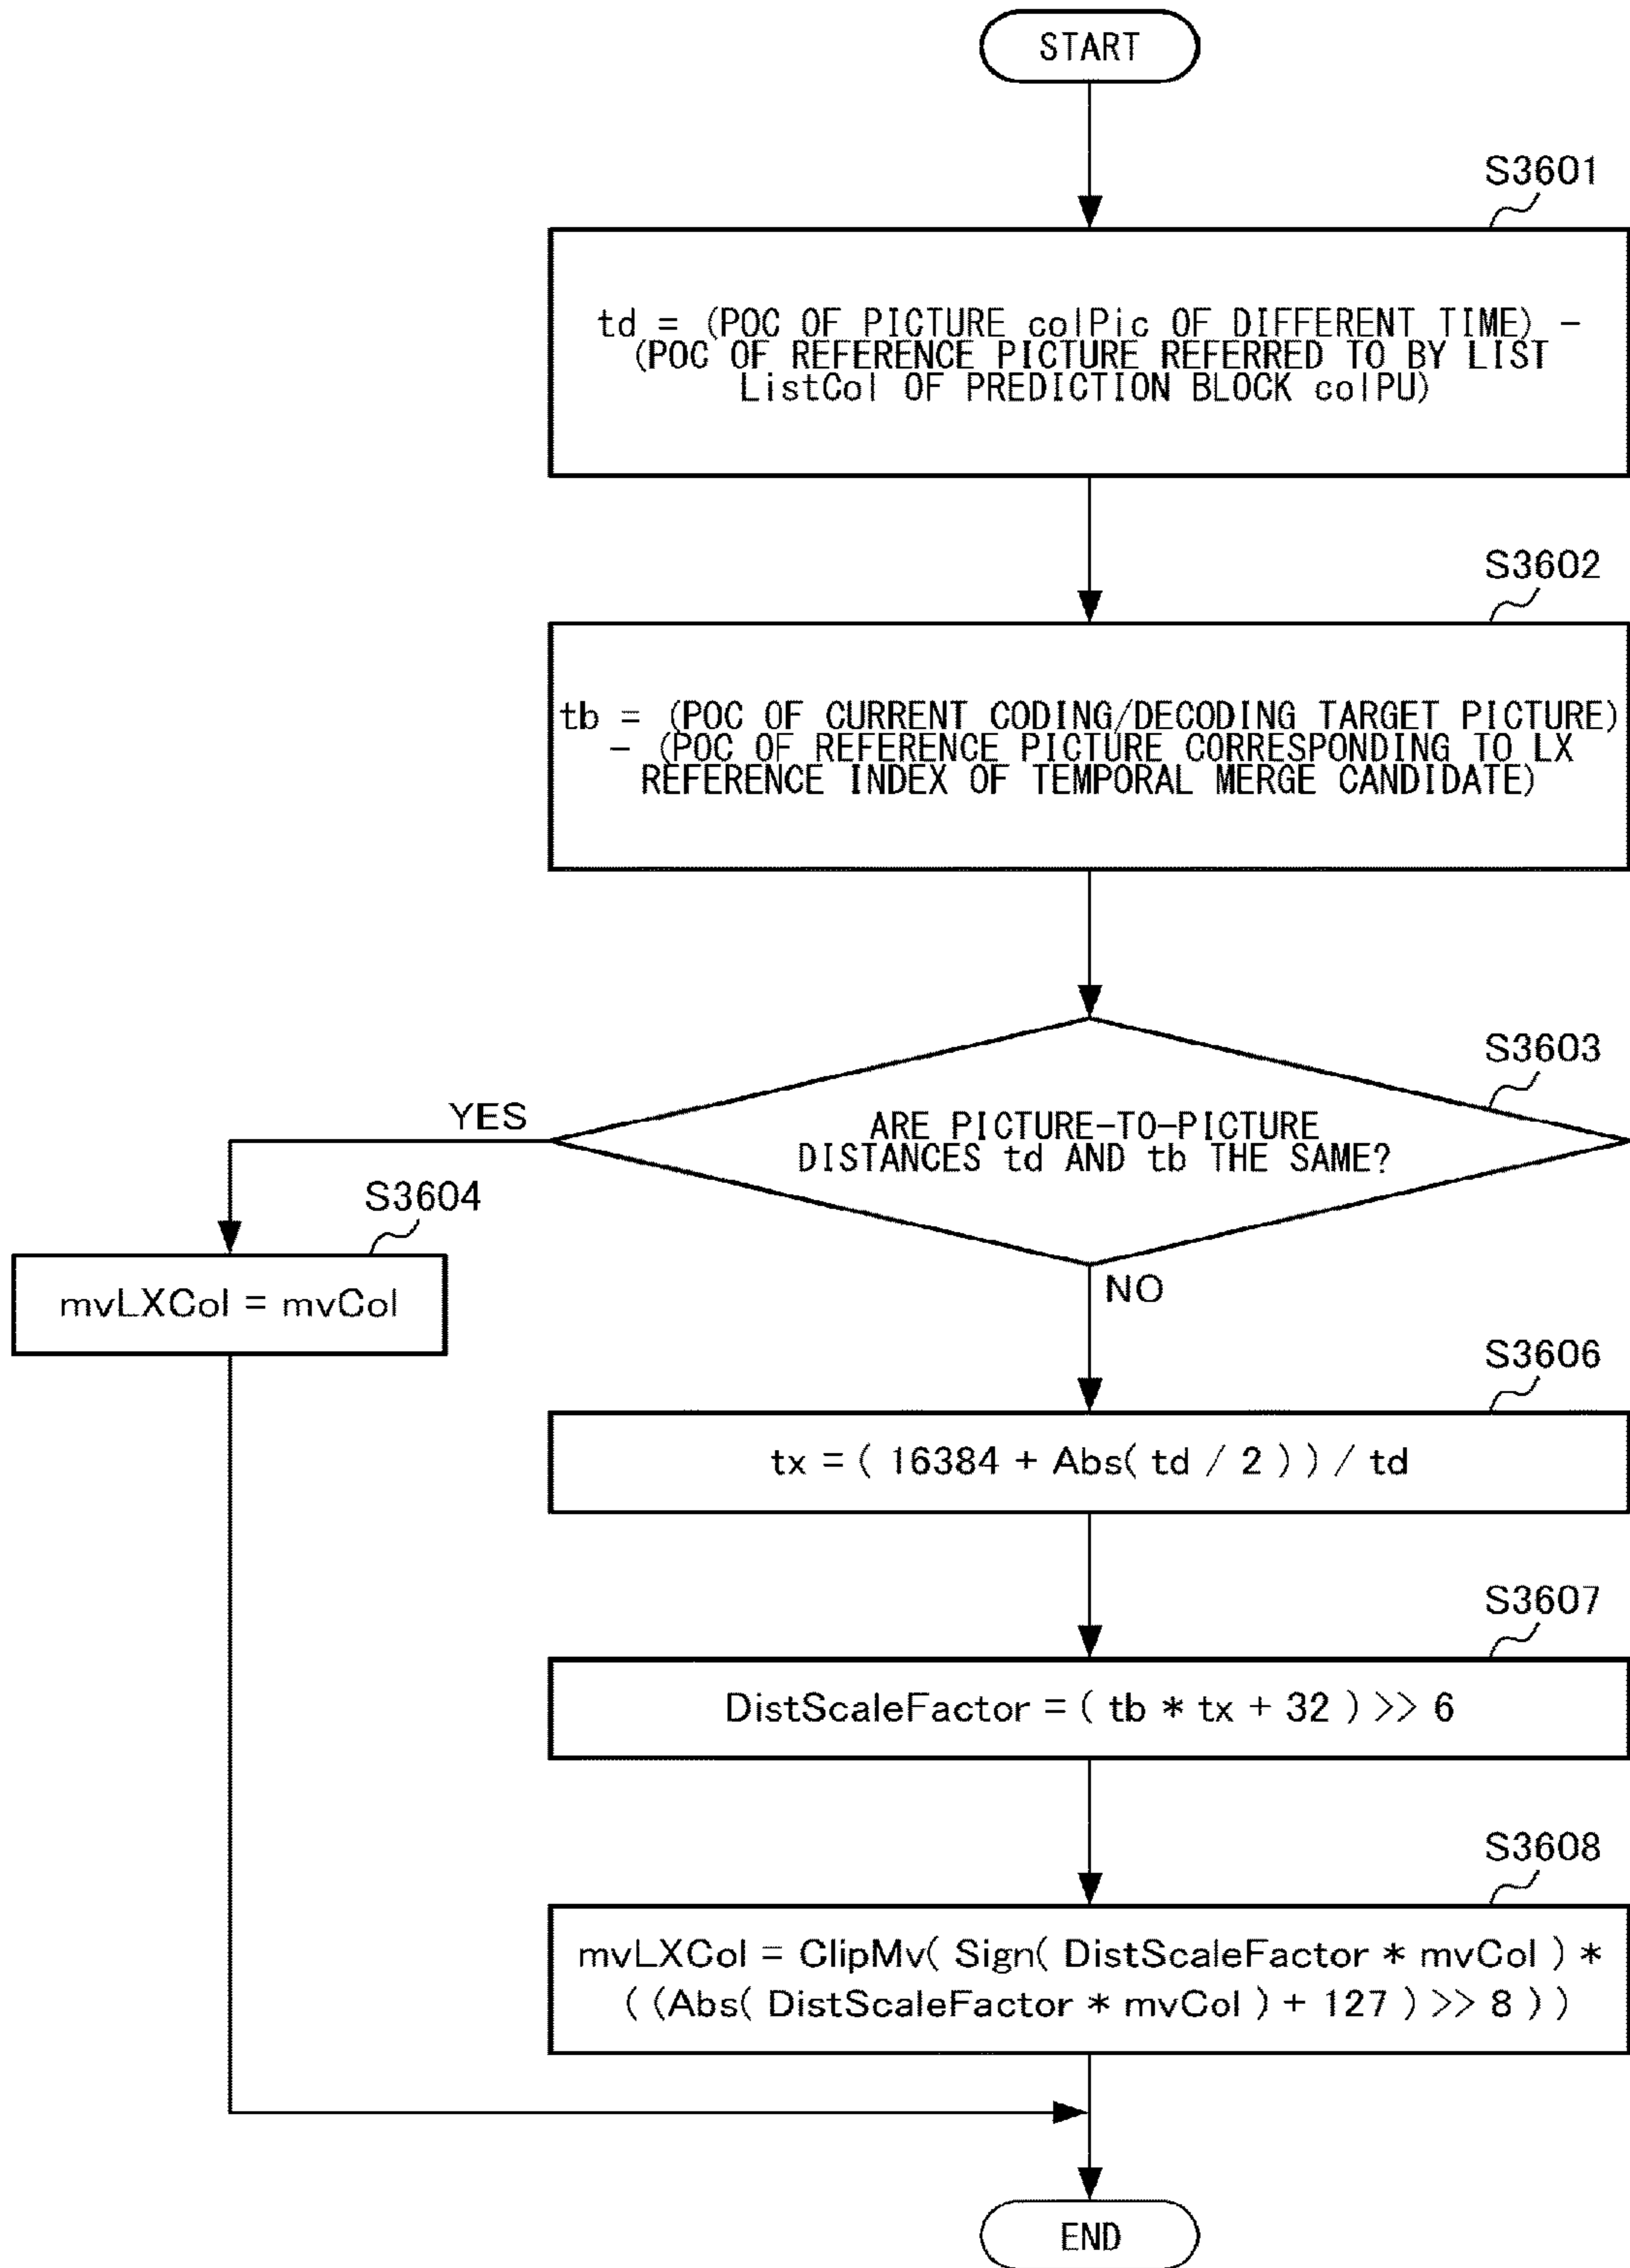 START
S3601
td = (POC OF PICTURE colPic OF DIFFERENT TIME) -
(POC OF REFERENCE PICTURE REFERRED TO BY LIST
ListCol OF PREDICTION BLOCK colPU)
S3602
tb = (POC OF CURRENT CODING/DECODING TARGET PICTURE)
- (POC OF REFERENCE PICTURE CORRESPONDING TO LX
REFERENCE INDEX OF TEMPORAL MERGE CANDIDATE)
S3603
ARE PICTURE-TO-PICTURE
DISTANCES td AND tb THE SAME?
YES
S3604
mvLXCol = mvCol
NO
S3606
tx = ( 16384 + Abs( td / 2 ) ) / td
S3607
DistScaleFactor = ( tb * tx + 32 ) >> 6
S3608
mvLXCol = ClipMv( Sign( DistScaleFactor * mvCol ) *
( (Abs( DistScaleFactor * mvCol ) + 127 ) >> 8 ) )
END